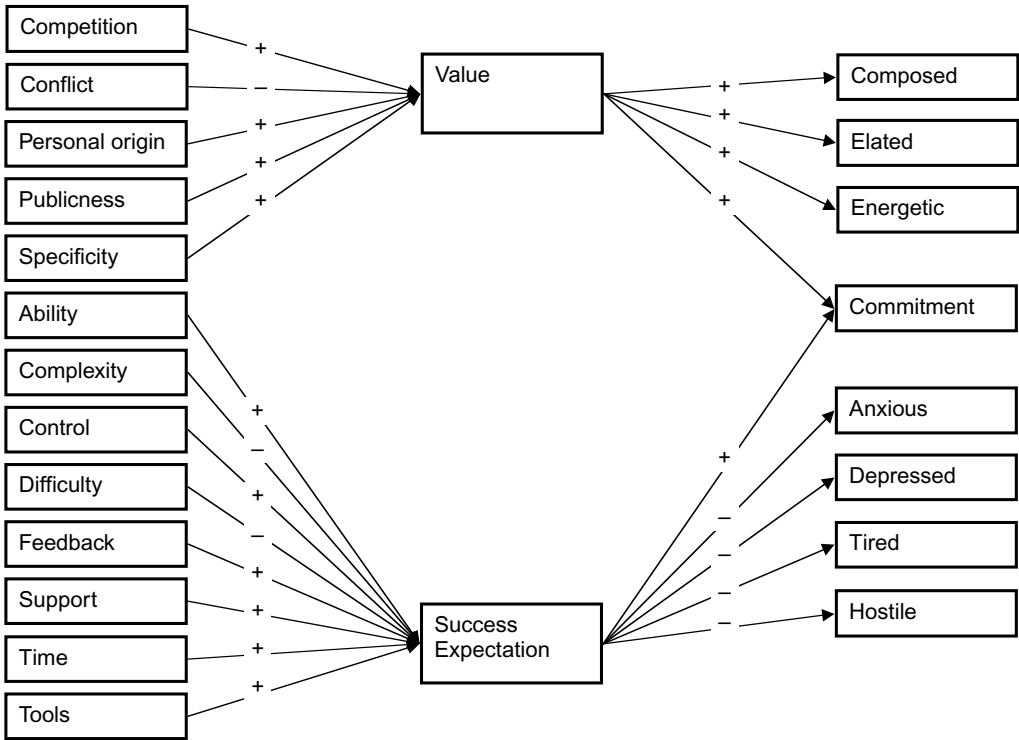 Competition
Conflict
Personal origin
Publicness
Specificity
Ability
Complexity
Control
Difficulty
Feedback
Support
Time
Tools
+
–
+
+
+
+
–
+
–
+
+
+
+
Value
Success
Expectation
+
+
+
+
+
–
–
–
–
Composed
Elated
Energetic
Commitment
Anxious
Depressed
Tired
Hostile